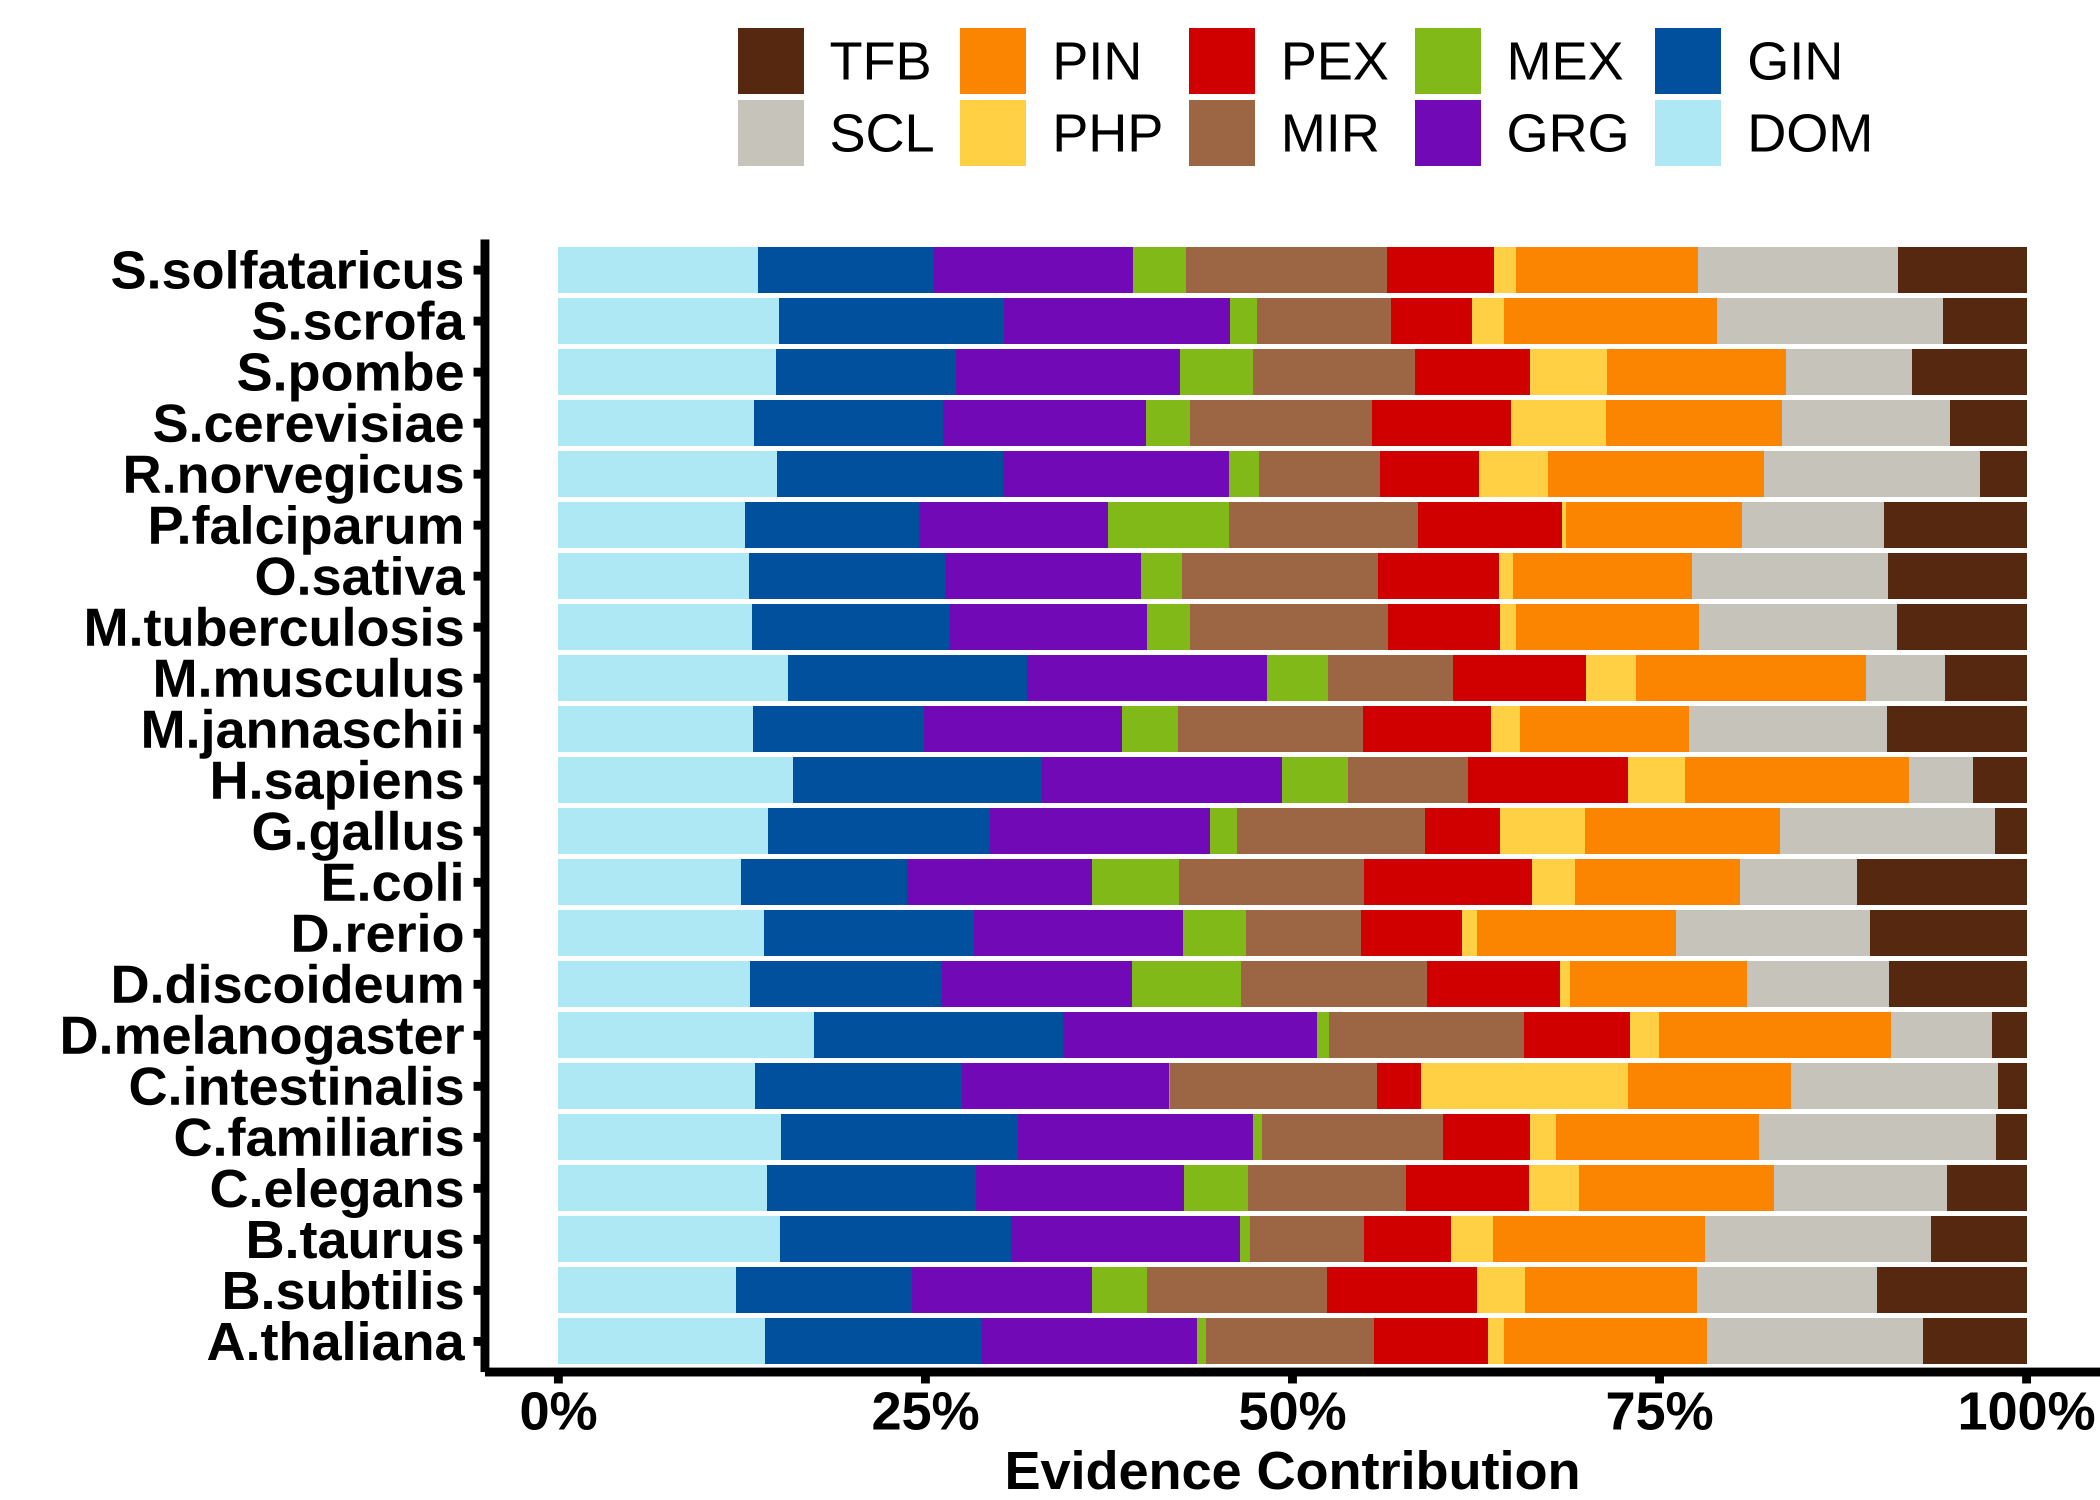 TFB PIN PEX MEX GIN
SCL PHP MIR GRG DOM
S.solfataricus
S.scrofa
S.pombe
S.cerevisiae
R.norvegicus
P.falciparum
O.sativa
M.tuberculosis
M.musculus
M.jannaschii
H.sapiens
G.gallus
E.coli
D.rerio
D.discoideum
D.melanogaster
C.intestinalis
C.familiaris
C.elegans
B.taurus
B.subtilis
A.thaliana
0% 25% 50% 75% 100%
Evidence Contribution